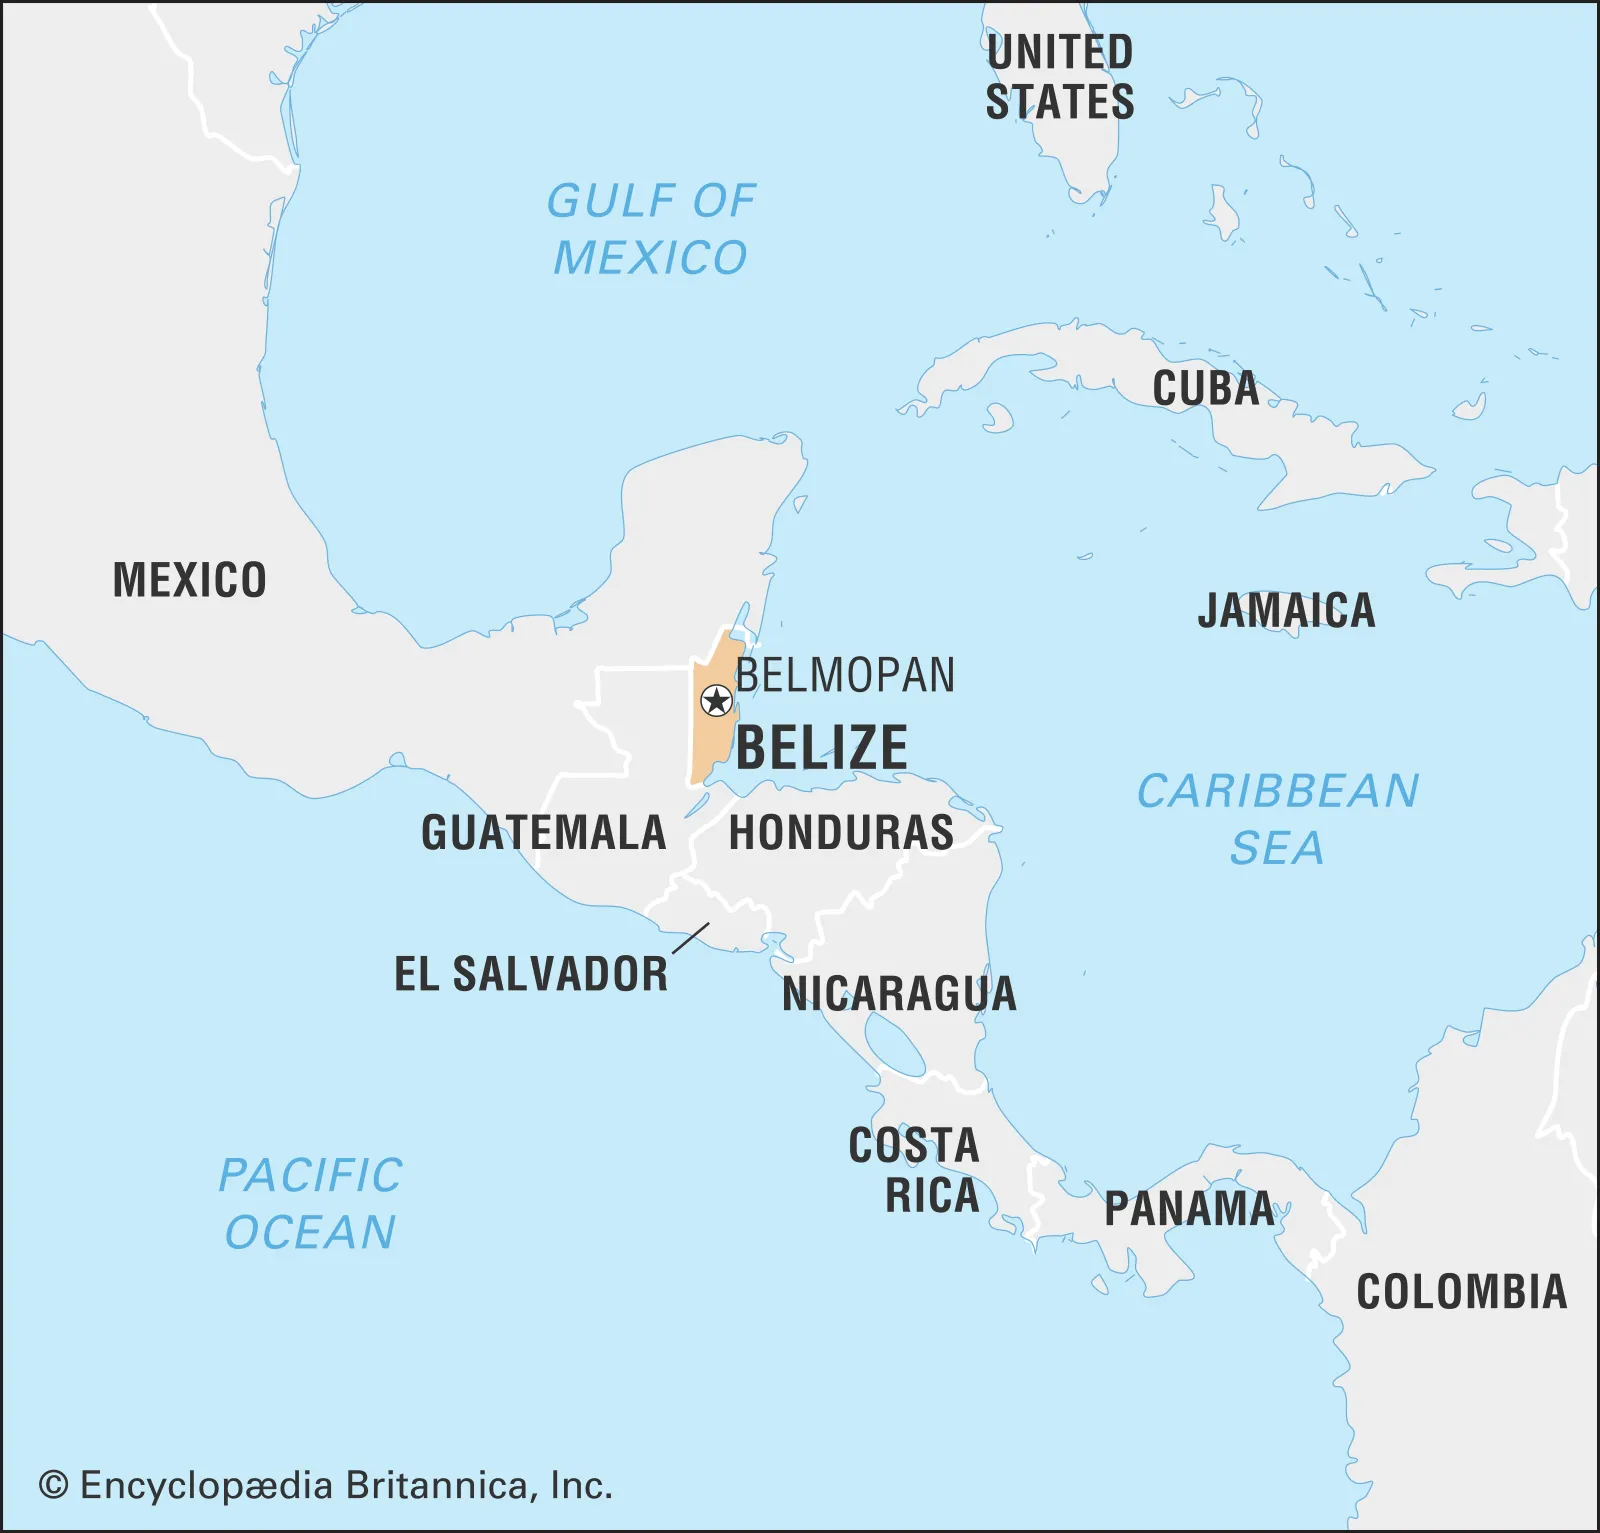 UNITED
STATES
GULF OF
MEXICO
CUBA
MEXICO
JAMAICA
BELMOPAN
BELIZE
CARIBBEAN
SEA
GUATEMALA
HONDURAS
EL SALVADOR
NICARAGUA
COSTA
RICA
PACIFIC
OCEAN
PANAMA
COLOMBIA
© Encyclopædia Britannica, Inc.